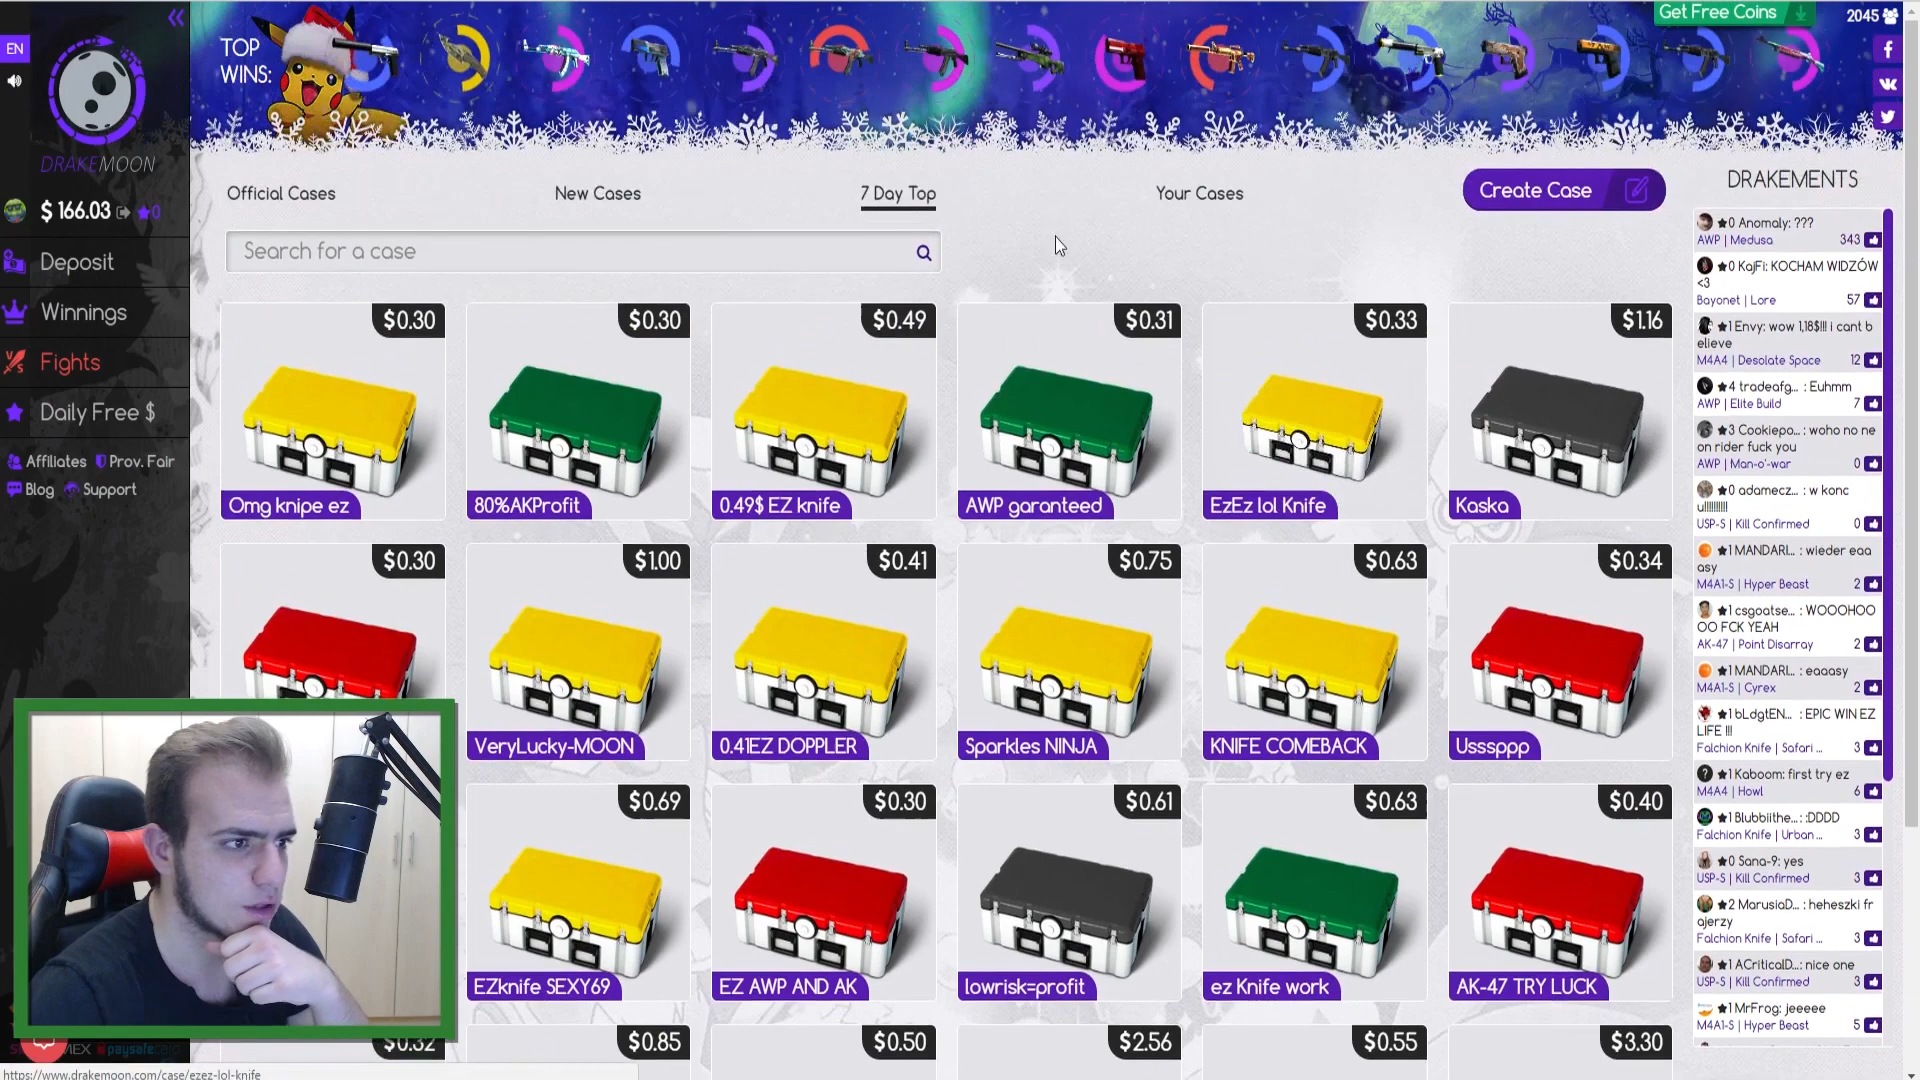 EN
DRAKEMOON
$ 166.03
0
Deposit
Winnings
Fights
Daily Free $
Affiliates
Prov. Fair
Blog
Support
TOP
WINS:
Get Free Coins
2045
Official Cases
New Cases
7 Day Top
Your Cases
Create Case
Search for a case
$0.30
$0.30
$0.49
$0.31
$0.33
$1.16
Omg knipe ez
80%AKProfit
0.49$ EZ knife
AWP garanteed
EzEz lol Knife
Kaska
$0.30
$1.00
$0.41
$0.75
$0.63
$0.34
VeryLucky-MOON
0.41EZ DOPPLER
Sparkles NINJA
KNIFE COMEBACK
Usssppp
$0.69
$0.30
$0.61
$0.63
$0.40
EZknife SEXY69
EZ AWP AND AK
lowrisk=profit
ez Knife work
AK-47 TRY LUCK
$0.32
$0.85
$0.50
$2.56
$0.55
$3.30
paysafecard
https://www.drakemoon.com/case/ezez-lol-knife
DRAKEMENTS
★0 Anomaly: ???
AWP | Medusa 343
★0 KajFi: KOCHAM WIDZÓW
<3
Bayonet | Lore 57
★1 Envy: wow 1,18$!!! i cant b
elieve
M4A4 | Desolate Space 12
★4 tradeafg... : Euhmm
AWP | Elite Build 7
★3 Cookiepo... : woho no ne
on rider fuck you
AWP | Man-o'-war 0
★0 adamecz... : w konc
u!!!!!!!!!!
USP-S | Kill Confirmed 0
★1 MANDARI... : wieder eaa
asy
M4A1-S | Hyper Beast 2
★1 csgoatse... : WOOOHOO
OO FCK YEAH
AK-47 | Point Disarray 2
★1 MANDARI... : eaaasy
M4A1-S | Cyrex 2
★1 bLdgtEN... : EPIC WIN EZ
LIFE !!!
Falchion Knife | Safari ... 3
★1 Kaboom: first try ez
M4A4 | Howl 6
★1 Blubbiithe... : :DDDD
Falchion Knife | Urban ... 3
★0 Sana-9: yes
USP-S | Kill Confirmed 3
★2 MarusiaD... : heheszki fr
ajerzy
Falchion Knife | Safari ... 3
★1 ACriticalD...: nice one
USP-S | Kill Confirmed 3
★1 MrFrog: jeeeee
M4A1-S | Hyper Beast 5